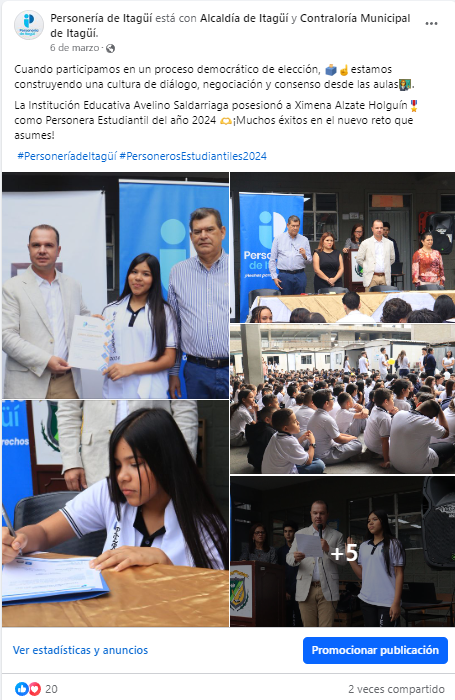 Personería de Itagüí está con Alcaldía de Itagüí y Contraloría Municipal
de Itagüí.
6 de marzo ·
Cuando participamos en un proceso democrático de elección, 🗳️☝️estamos
construyendo una cultura de diálogo, negociación y consenso desde las aulas👩‍🏫.
La Institución Educativa Avelino Saldarriaga posesionó a Ximena Alzate Holguín🎖️
como Personera Estudiantil del año 2024 🫶¡Muchos éxitos en el nuevo reto que
asumes!
#PersoneríadeItagüí #PersonerosEstudiantiles2024
Personería
de Itagüí
+5
Ver estadísticas y anuncios
Promocionar publicación
20
2 veces compartido